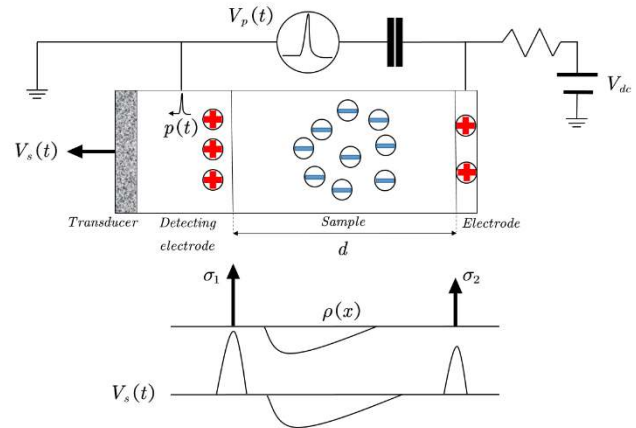 V_p(t)
V_dc
p(t)
V_s(t)
Transducer Detecting electrode Sample Electrode
d
σ_1 σ_2
ρ(x)
V_s(t)